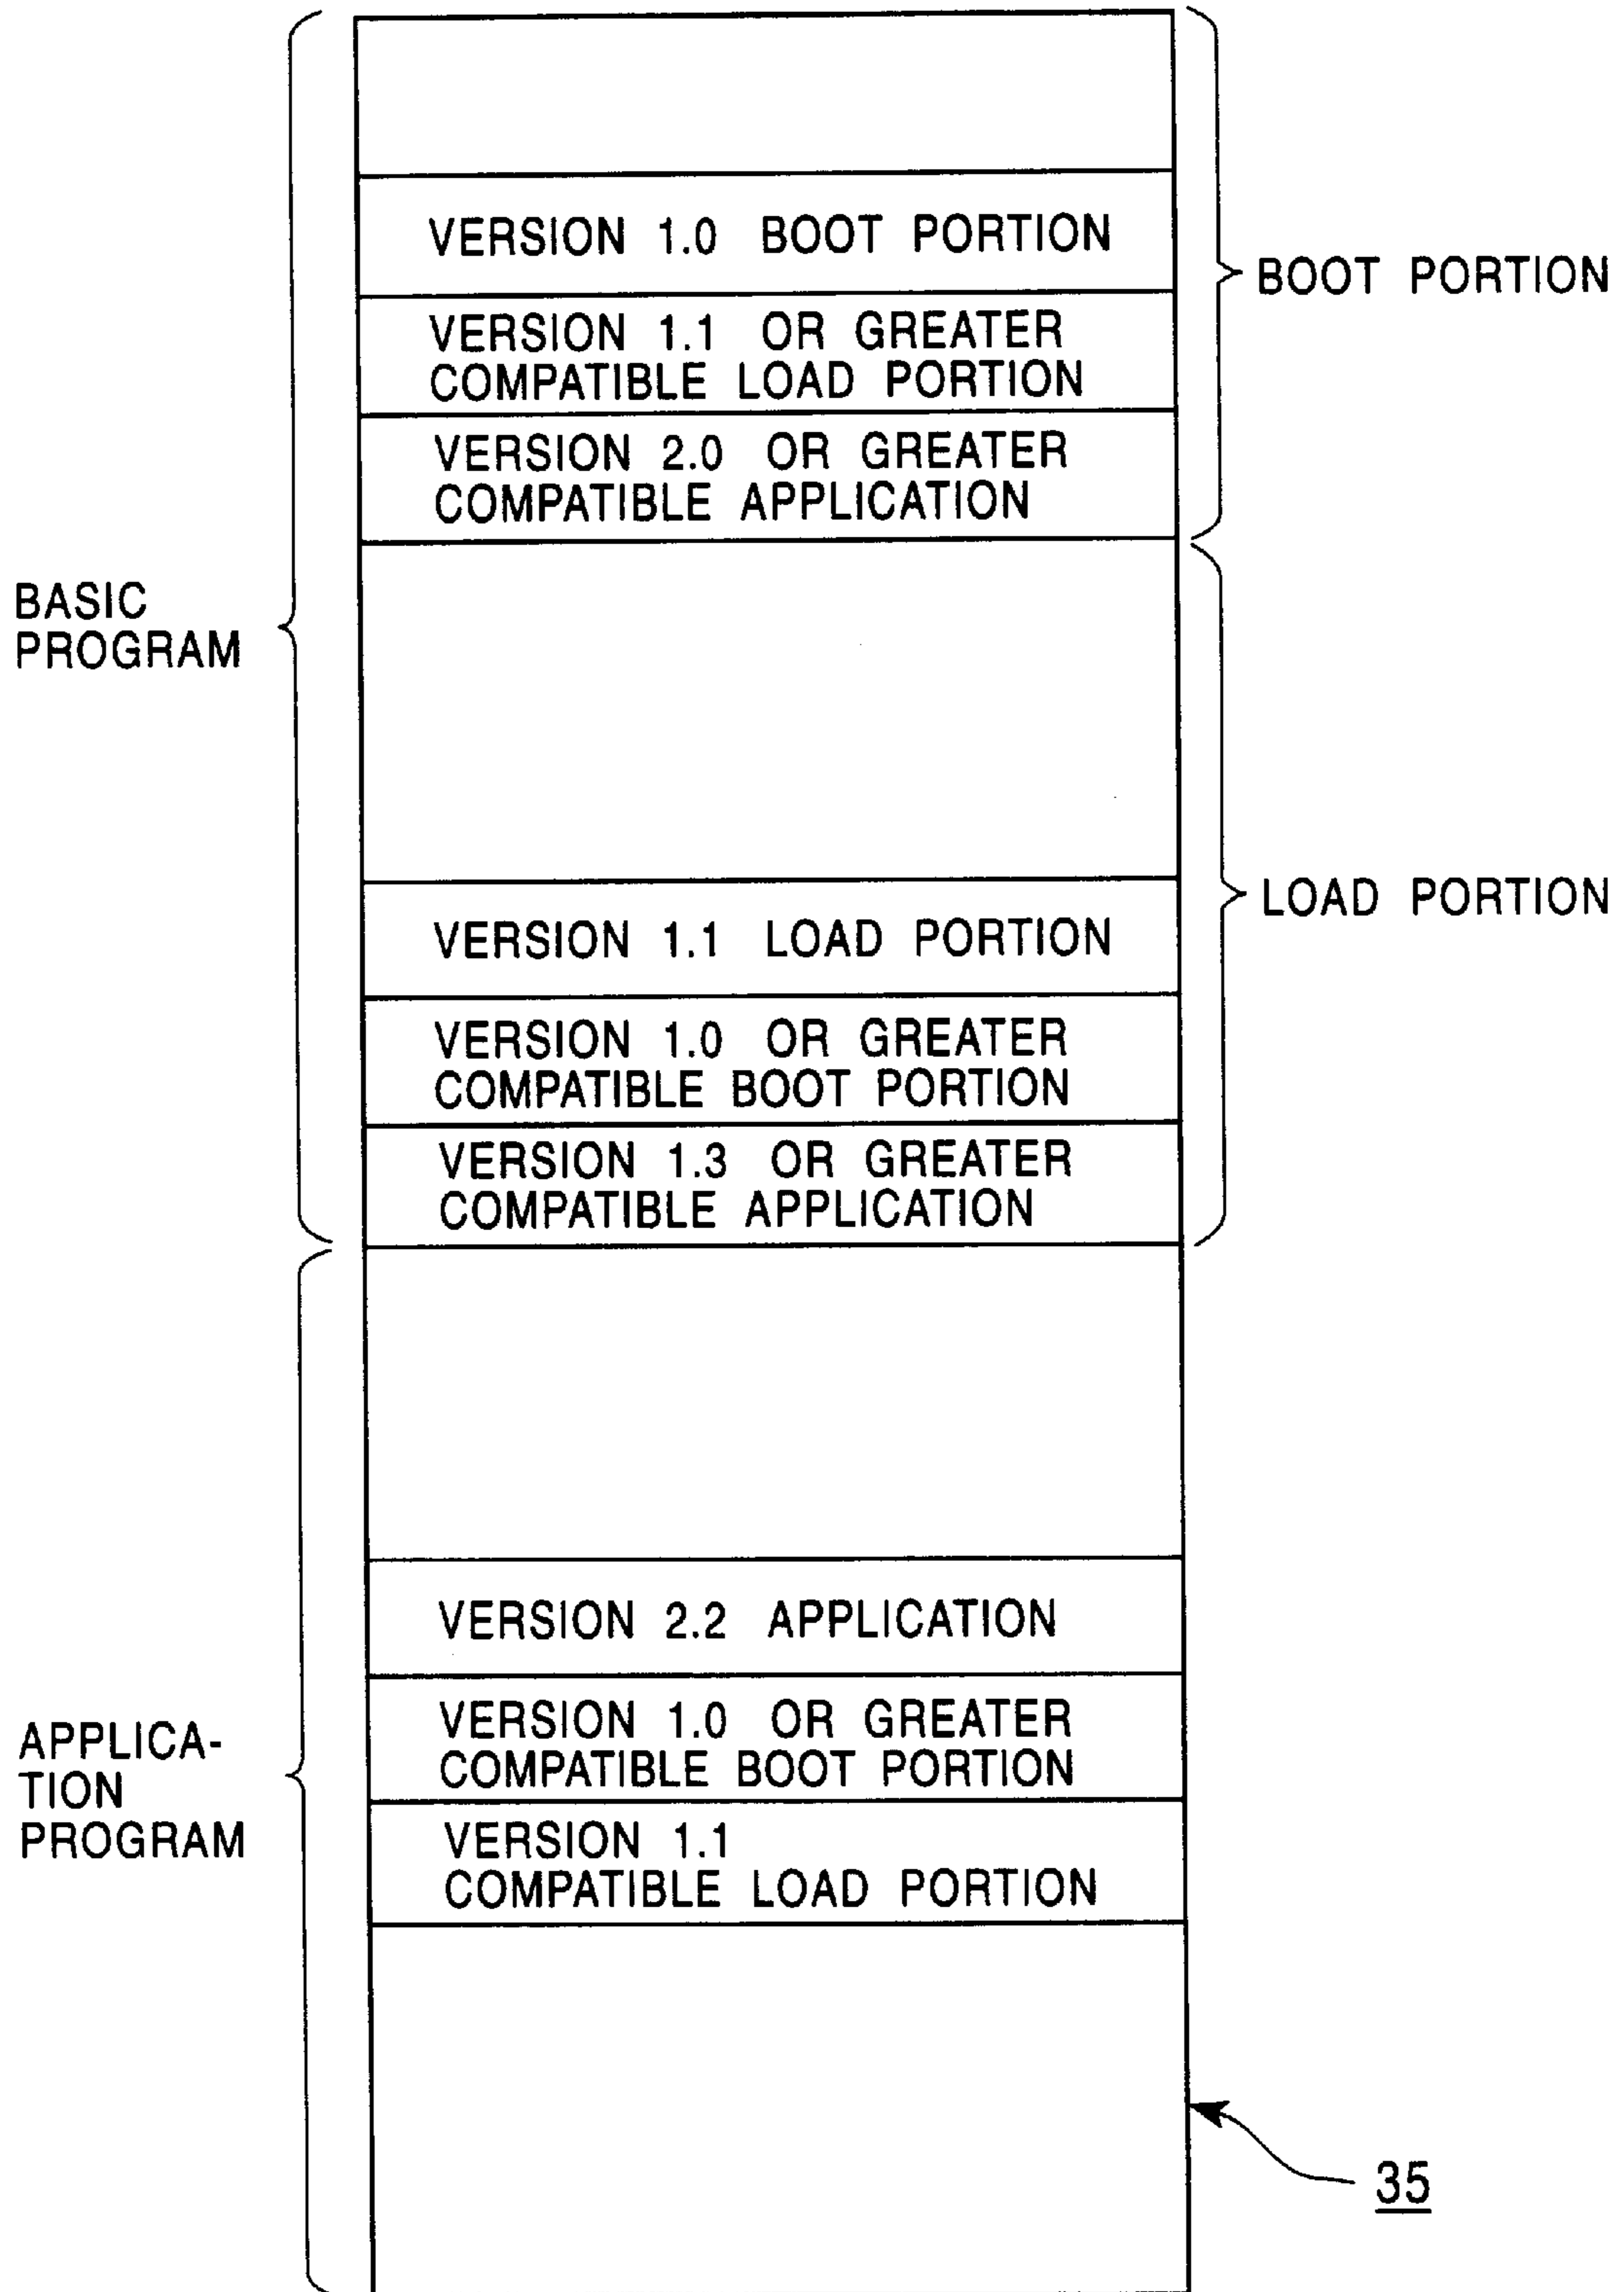 VERSION 1.0 BOOT PORTION
BOOT PORTION
VERSION 1.1 OR GREATER
COMPATIBLE LOAD PORTION
VERSION 2.0 OR GREATER
COMPATIBLE APPLICATION
BASIC
PROGRAM
LOAD PORTION
VERSION 1.1 LOAD PORTION
VERSION 1.0 OR GREATER
COMPATIBLE BOOT PORTION
VERSION 1.3 OR GREATER
COMPATIBLE APPLICATION
VERSION 2.2 APPLICATION
VERSION 1.0 OR GREATER
COMPATIBLE BOOT PORTION
APPLICA-
TION
PROGRAM
VERSION 1.1
COMPATIBLE LOAD PORTION
35